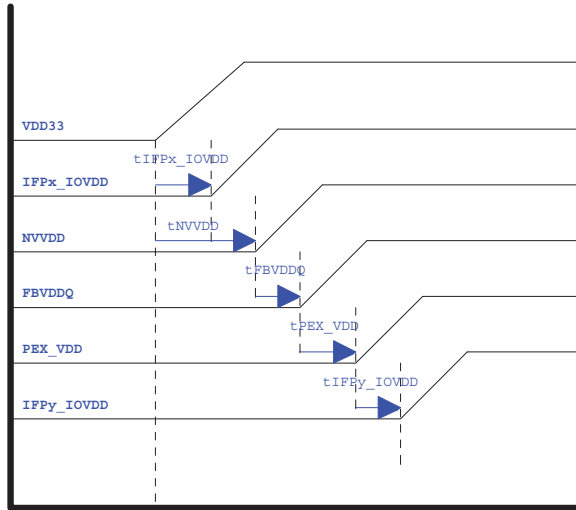 VDD33
tIFPx_IOVDD
IFPx_IOVDD
tNVVDD
NVVDD
tFBVDDQ
FBVDDQ
tPEX_VDD
PEX_VDD
tIFPy_IOVDD
IFPy_IOVDD